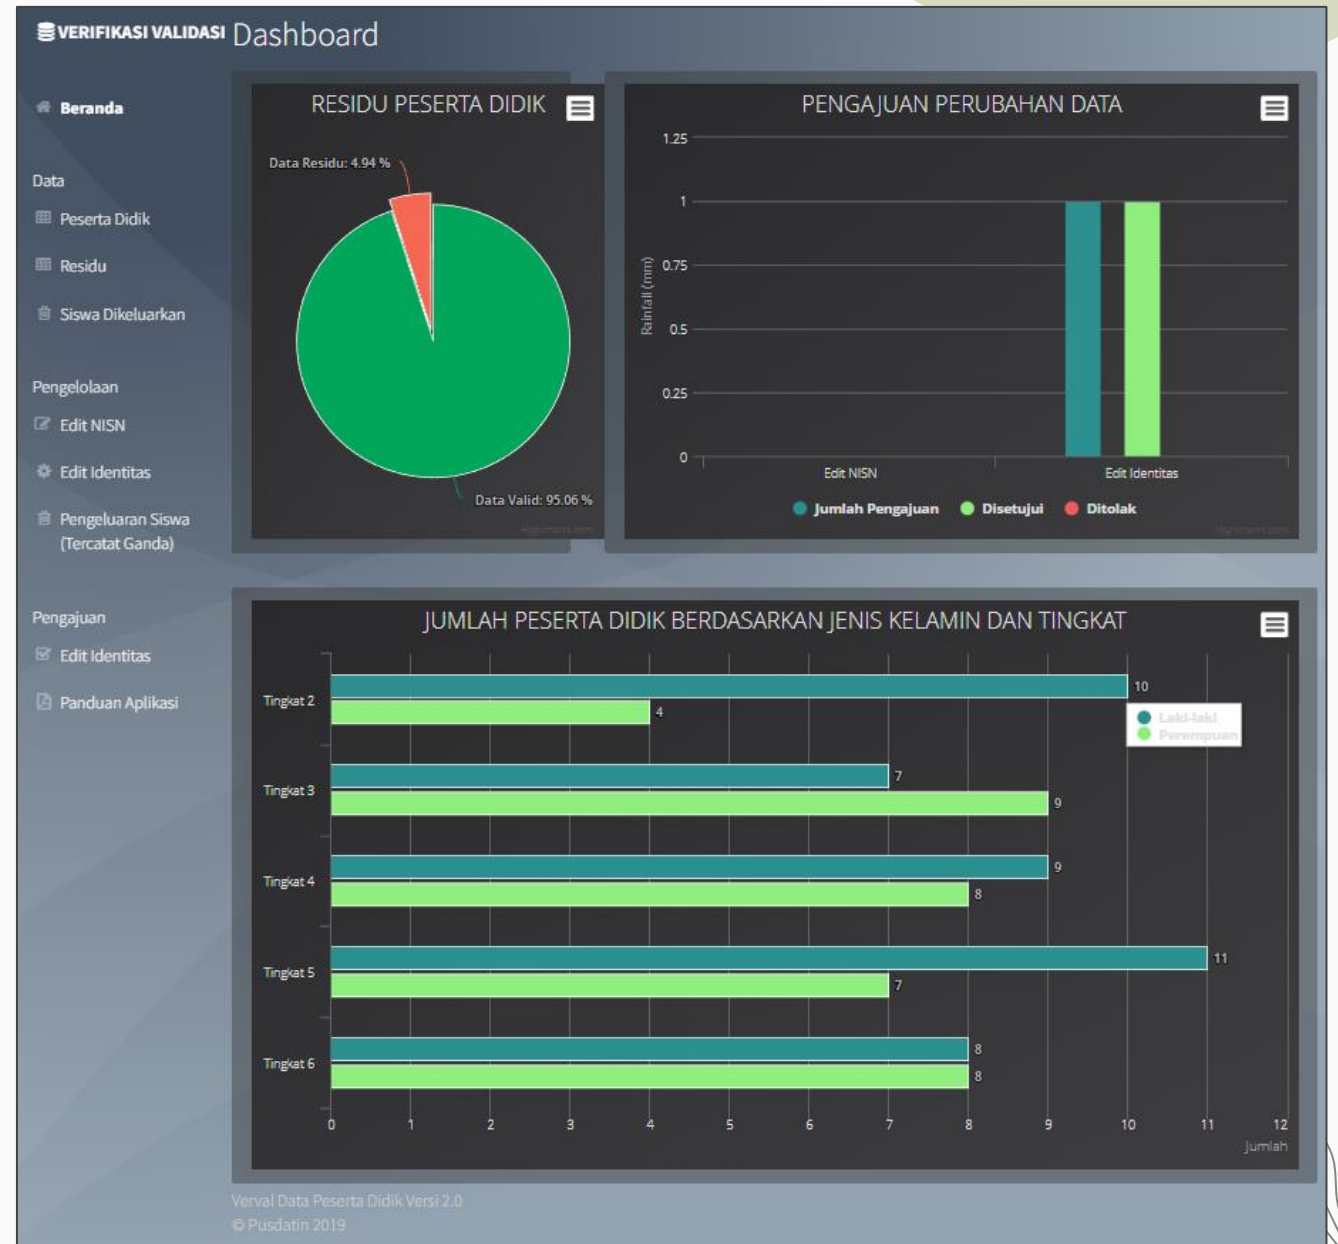 VERIFIKASI VALIDASI Dashboard
Beranda
Data
Peserta Didik
Residu
Siswa Dikeluarkan
Pengelolaan
Edit NISN
Edit Identitas
Pengeluaran Siswa
(Tercatat Ganda)
Pengajuan
Edit Identitas
Panduan Aplikasi
RESIDU PESERTA DIDIK
Data Residu: 4.94 %
Data Valid: 95.06 %
Highcharts.com
PENGAJUAN PERUBAHAN DATA
1.25
1
0.75
0.5
0.25
0
Rainfall (mm)
Edit NISN
Edit Identitas
Jumlah Pengajuan Disetujui Ditolak
Highcharts.com
JUMLAH PESERTA DIDIK BERDASARKAN JENIS KELAMIN DAN TINGKAT
Tingkat 2
10
4
Laki-laki
Perempuan
Tingkat 3
7
9
Tingkat 4
9
8
Tingkat 5
11
7
Tingkat 6
8
8
0 1 2 3 4 5 6 7 8 9 10 11 12
Jumlah
Verval Data Peserta Didik Versi 2.0
© Pusdatin 2019